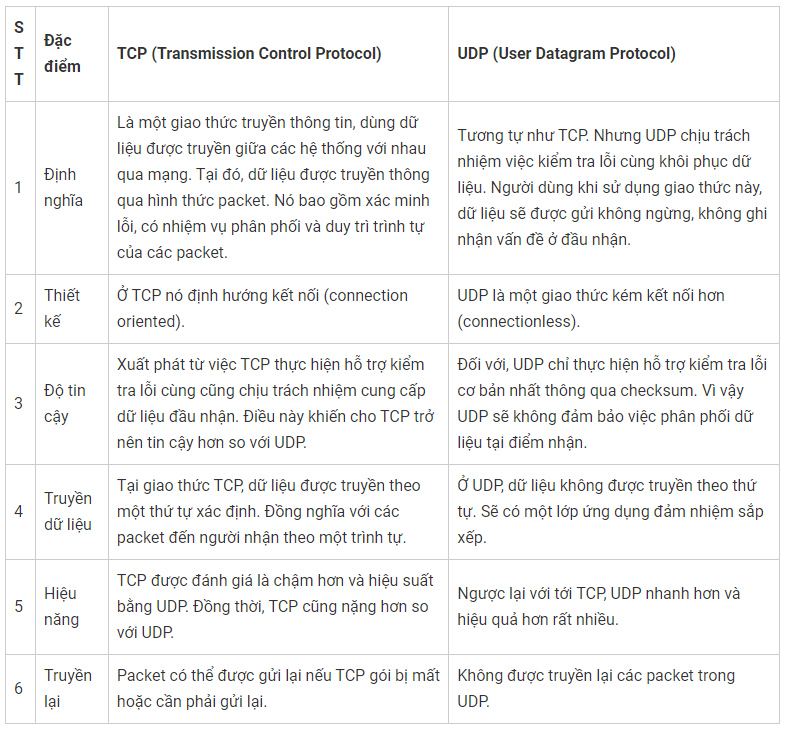 S
T
T
Đặc
điểm
TCP (Transmission Control Protocol)
UDP (User Datagram Protocol)
1
Định
nghĩa
Là một giao thức truyền thông tin, dùng dữ
liệu được truyền giữa các hệ thống với nhau
qua mạng. Tại đó, dữ liệu được truyền thông
qua hình thức packet. Nó bao gồm xác minh
lỗi, có nhiệm vụ phân phối và duy trì trình tự
của các packet.
Tương tự như TCP. Nhưng UDP chịu trách
nhiệm việc kiểm tra lỗi cùng khôi phục dữ
liệu. Người dùng khi sử dụng giao thức này,
dữ liệu sẽ được gửi không ngừng, không ghi
nhận vấn đề ở đầu nhận.
2
Thiết
kế
Ở TCP nó định hướng kết nối (connection
oriented).
UDP là một giao thức kém kết nối hơn
(connectionless).
3
Độ tin
cậy
Xuất phát từ việc TCP thực hiện hỗ trợ kiểm
tra lỗi cùng cũng chịu trách nhiệm cung cấp
dữ liệu đầu nhận. Điều này khiến cho TCP trở
nên tin cậy hơn so với UDP.
Đối với, UDP chỉ thực hiện hỗ trợ kiểm tra lỗi
cơ bản nhất thông qua checksum. Vì vậy
UDP sẽ không đảm bảo việc phân phối dữ
liệu tại điểm nhận.
4
Truyền
dữ liệu
Tại giao thức TCP, dữ liệu được truyền theo
một thứ tự xác định. Đồng nghĩa với các
packet đến người nhận theo một trình tự.
Ở UDP, dữ liệu không được truyền theo thứ
tự. Sẽ có một lớp ứng dụng đảm nhiệm sắp
xếp.
5
Hiệu
năng
TCP được đánh giá là chậm hơn và hiệu suất
bằng UDP. Đồng thời, TCP cũng nặng hơn so
với UDP.
Ngược lại với tới TCP, UDP nhanh hơn và
hiệu quả hơn rất nhiều.
6
Truyền
lại
Packet có thể được gửi lại nếu TCP gói bị mất
hoặc cần phải gửi lại.
Không được truyền lại các packet trong
UDP.